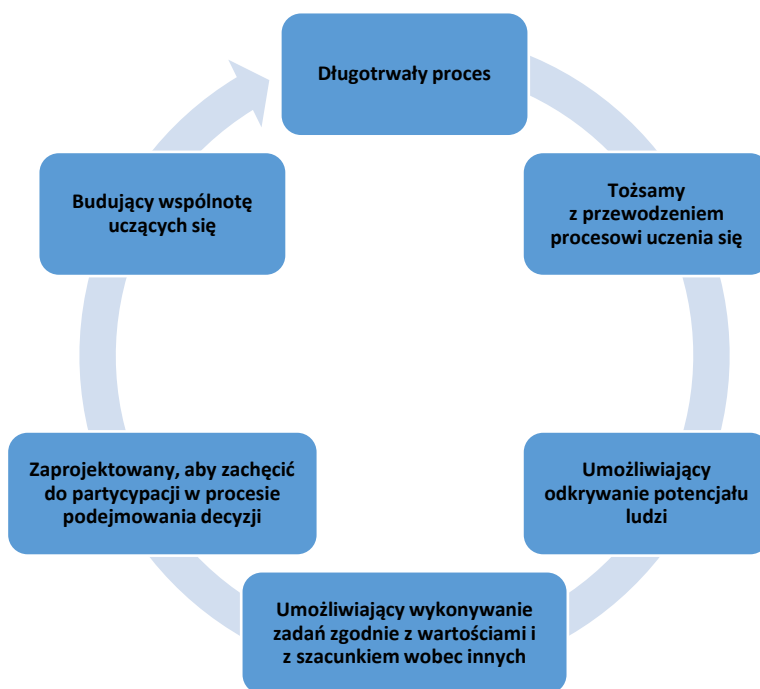 Długotrwały proces
Tożsamy
z przewodzeniem
procesowi uczenia się
Umożliwiający
odkrywanie potencjału
ludzi
Umożliwiający wykonywanie
zadań zgodnie z wartościami i
z szacunkiem wobec innych
Zaprojektowany, aby zachęcić
do partycypacji w procesie
podejmowania decyzji
Budujący wspólnotę
uczących się